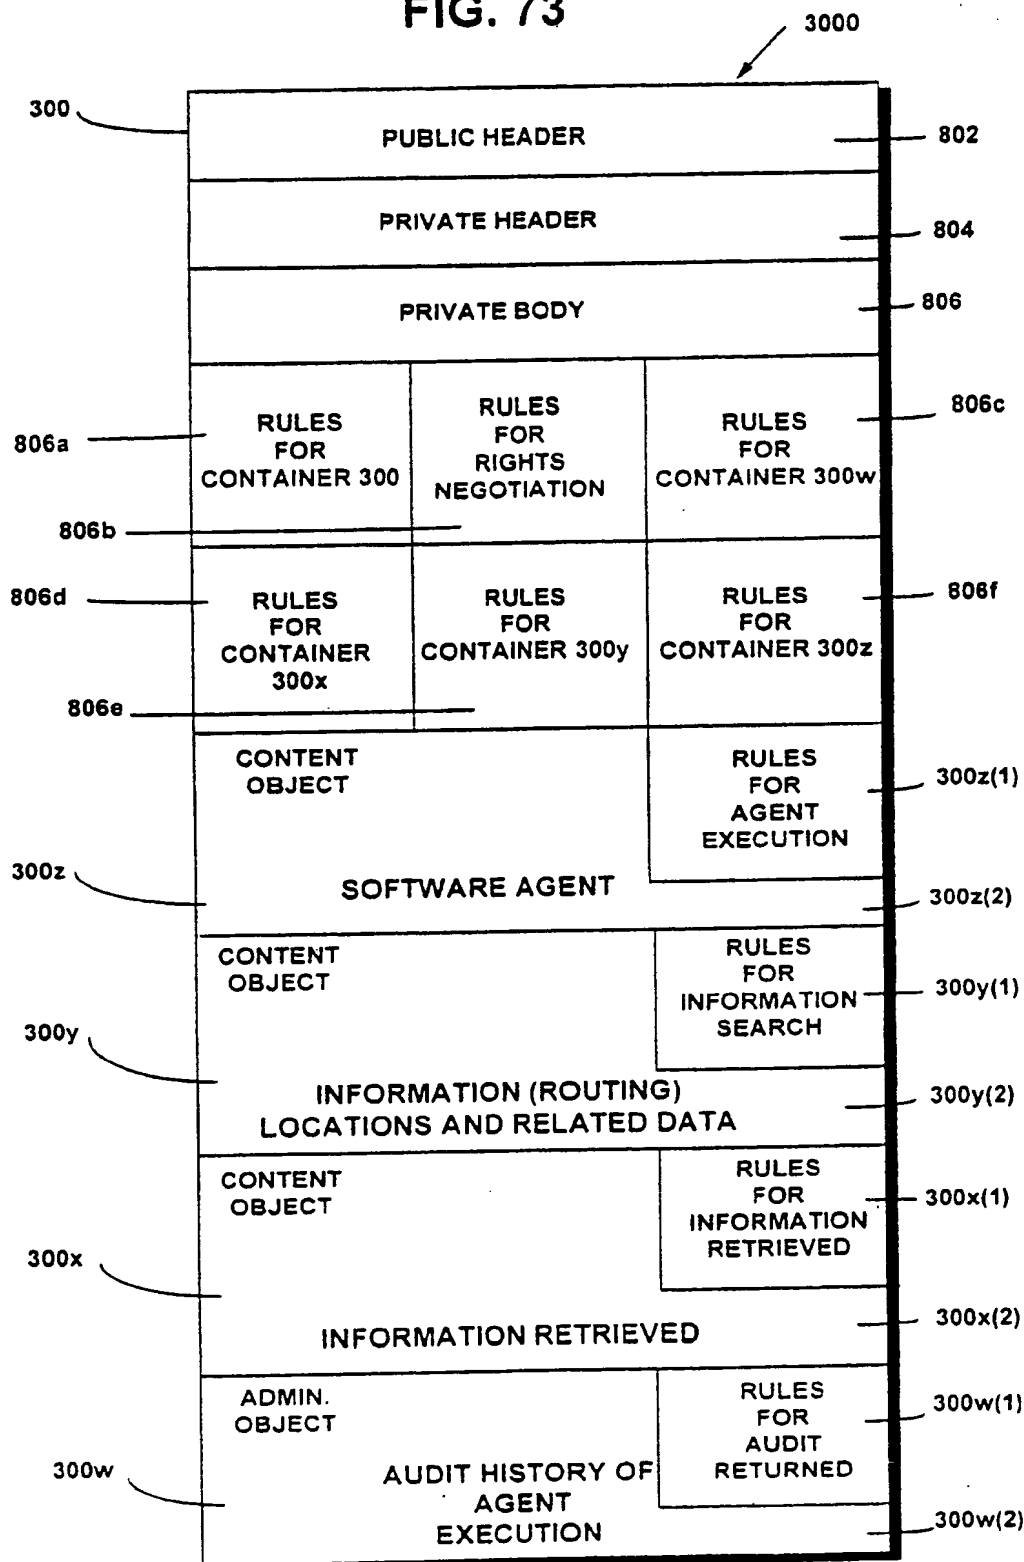 FIG. 73
3000
300
PUBLIC HEADER
802
PRIVATE HEADER
804
PRIVATE BODY
806
806a
RULES
FOR
CONTAINER 300
RULES
FOR
RIGHTS
NEGOTIATION
806b
RULES
FOR
CONTAINER 300w
806c
806d
RULES
FOR
CONTAINER
300x
RULES
FOR
CONTAINER 300y
806e
RULES
FOR
CONTAINER 300z
806f
CONTENT
OBJECT
RULES
FOR
AGENT
EXECUTION
300z(1)
300z
SOFTWARE AGENT
300z(2)
CONTENT
OBJECT
RULES
FOR
INFORMATION
SEARCH
300y(1)
300y
INFORMATION (ROUTING)
LOCATIONS AND RELATED DATA
300y(2)
CONTENT
OBJECT
RULES
FOR
INFORMATION
RETRIEVED
300x(1)
300x
INFORMATION RETRIEVED
300x(2)
ADMIN.
OBJECT
RULES
FOR
AUDIT
RETURNED
300w(1)
300w
AUDIT HISTORY OF
AGENT
EXECUTION
300w(2)